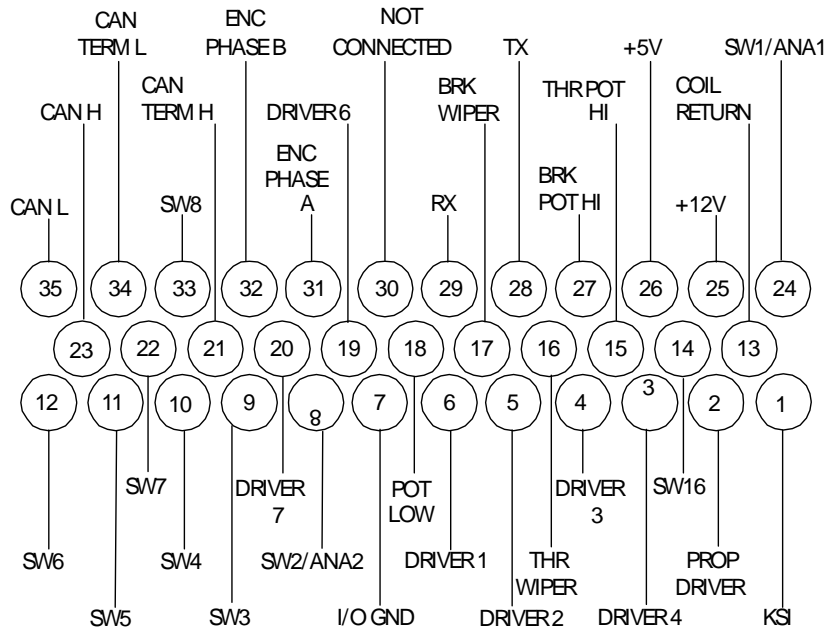 CAN
TERM L
ENC
PHASE B
NOT
CONNECTED
TX
+5V
SW1/ANA1
CAN H
CAN
TERM H
DRIVER 6
BRK
WIPER
THR POT
HI
COIL
RETURN
CAN L
SW8
ENC
PHASE
A
RX
BRK
POT HI
+12V
35 34 33 32 31 30 29 28 27 26 25 24
23 22 21 20 19 18 17 16 15 14 13
12 11 10 9 8 7 6 5 4 3 2 1
SW7
DRIVER
7
POT
LOW
DRIVER
3
SW16
SW6
SW4
SW2/ANA2
DRIVER 1
THR
WIPER
PROP
DRIVER
SW5
SW3
I/O GND
DRIVER 2
DRIVER 4
KSI